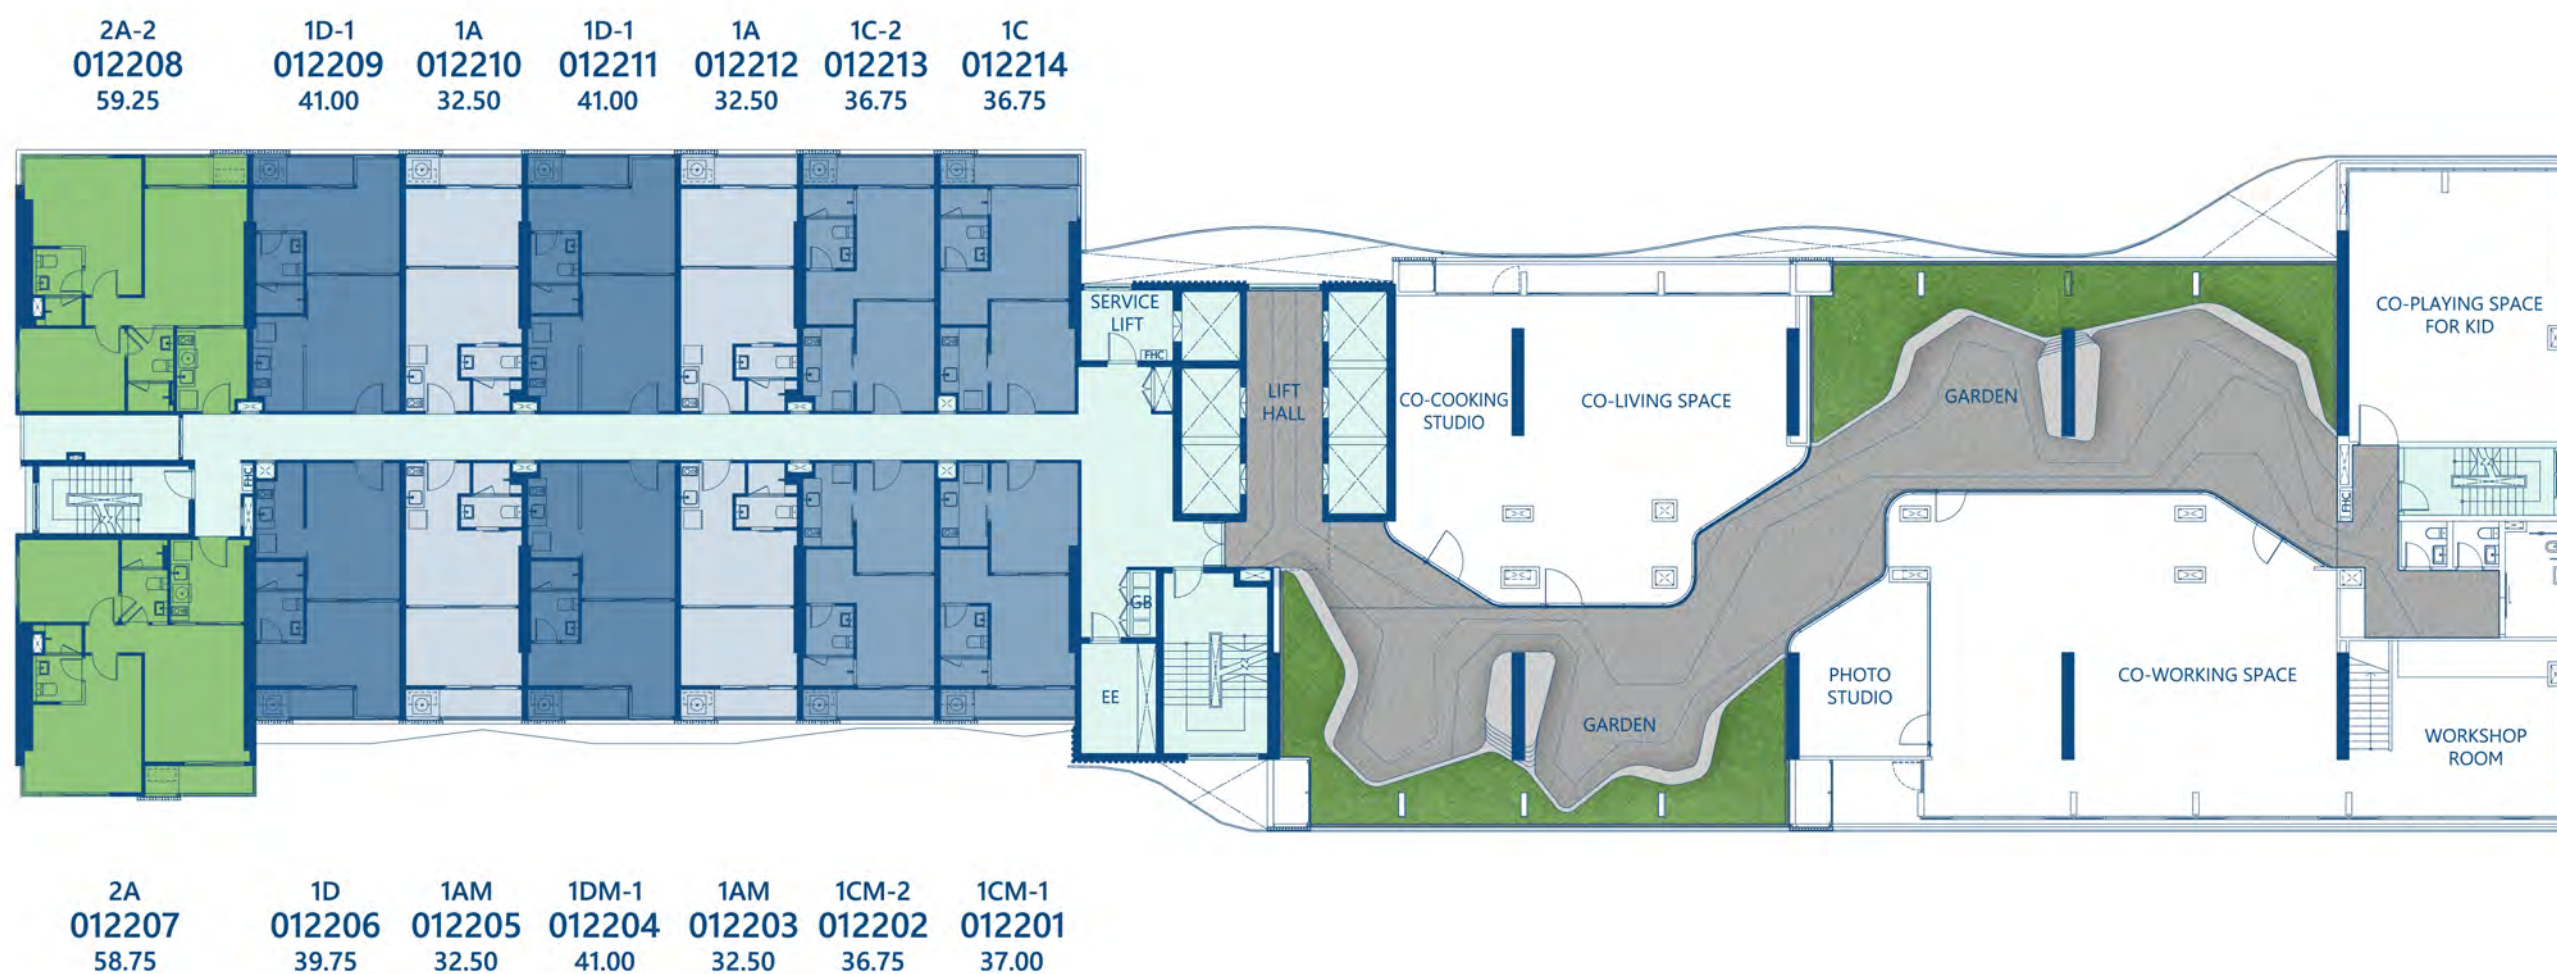 2A-2
012208
59.25
1D-1
012209
41.00
1A
012210
32.50
1D-1
012211
41.00
1A
012212
32.50
1C-2
012213
36.75
1C
012214
36.75
SERVICE
LIFT
FHC
LIFT
HALL
CO-COOKING
STUDIO
CO-LIVING SPACE
GARDEN
CO-PLAYING SPACE
FOR KID
FHC
FHC
GB
EE
GARDEN
PHOTO
STUDIO
CO-WORKING SPACE
WORKSHOP
ROOM
2A
012207
58.75
1D
012206
39.75
1AM
012205
32.50
1DM-1
012204
41.00
1AM
012203
32.50
1CM-2
012202
36.75
1CM-1
012201
37.00